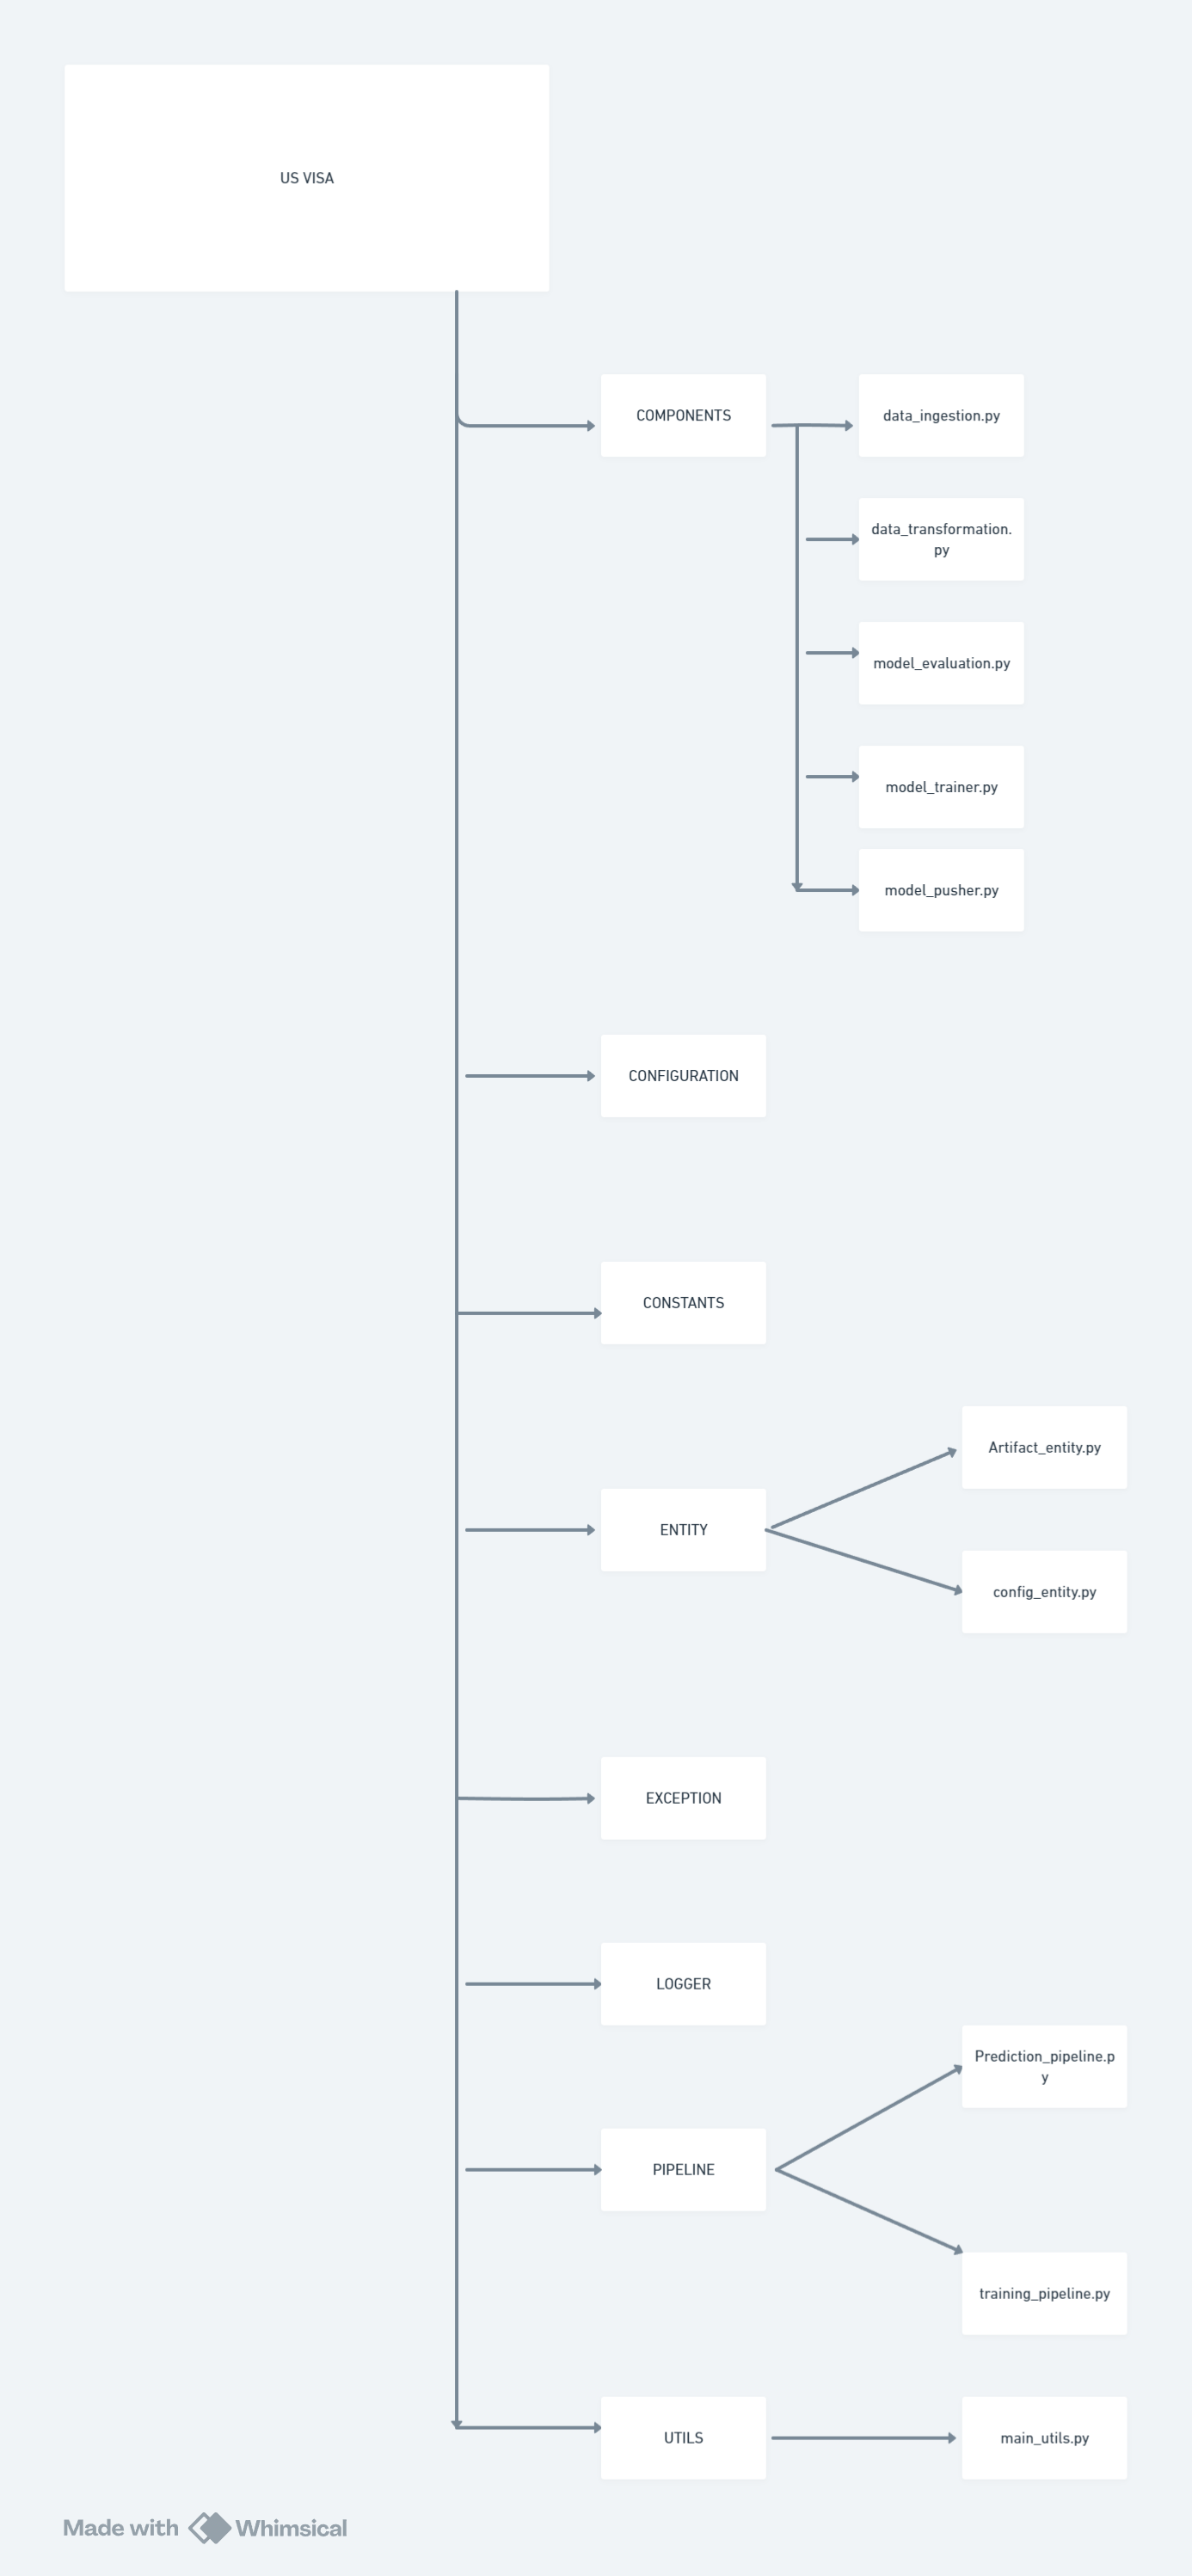 US VISA
COMPONENTS
data_ingestion.py
data_transformation.
py
model_evaluation.py
model_trainer.py
model_pusher.py
CONFIGURATION
CONSTANTS
Artifact_entity.py
ENTITY
config_entity.py
EXCEPTION
LOGGER
Prediction_pipeline.p
y
PIPELINE
training_pipeline.py
UTILS
main_utils.py
Made with Whimsical